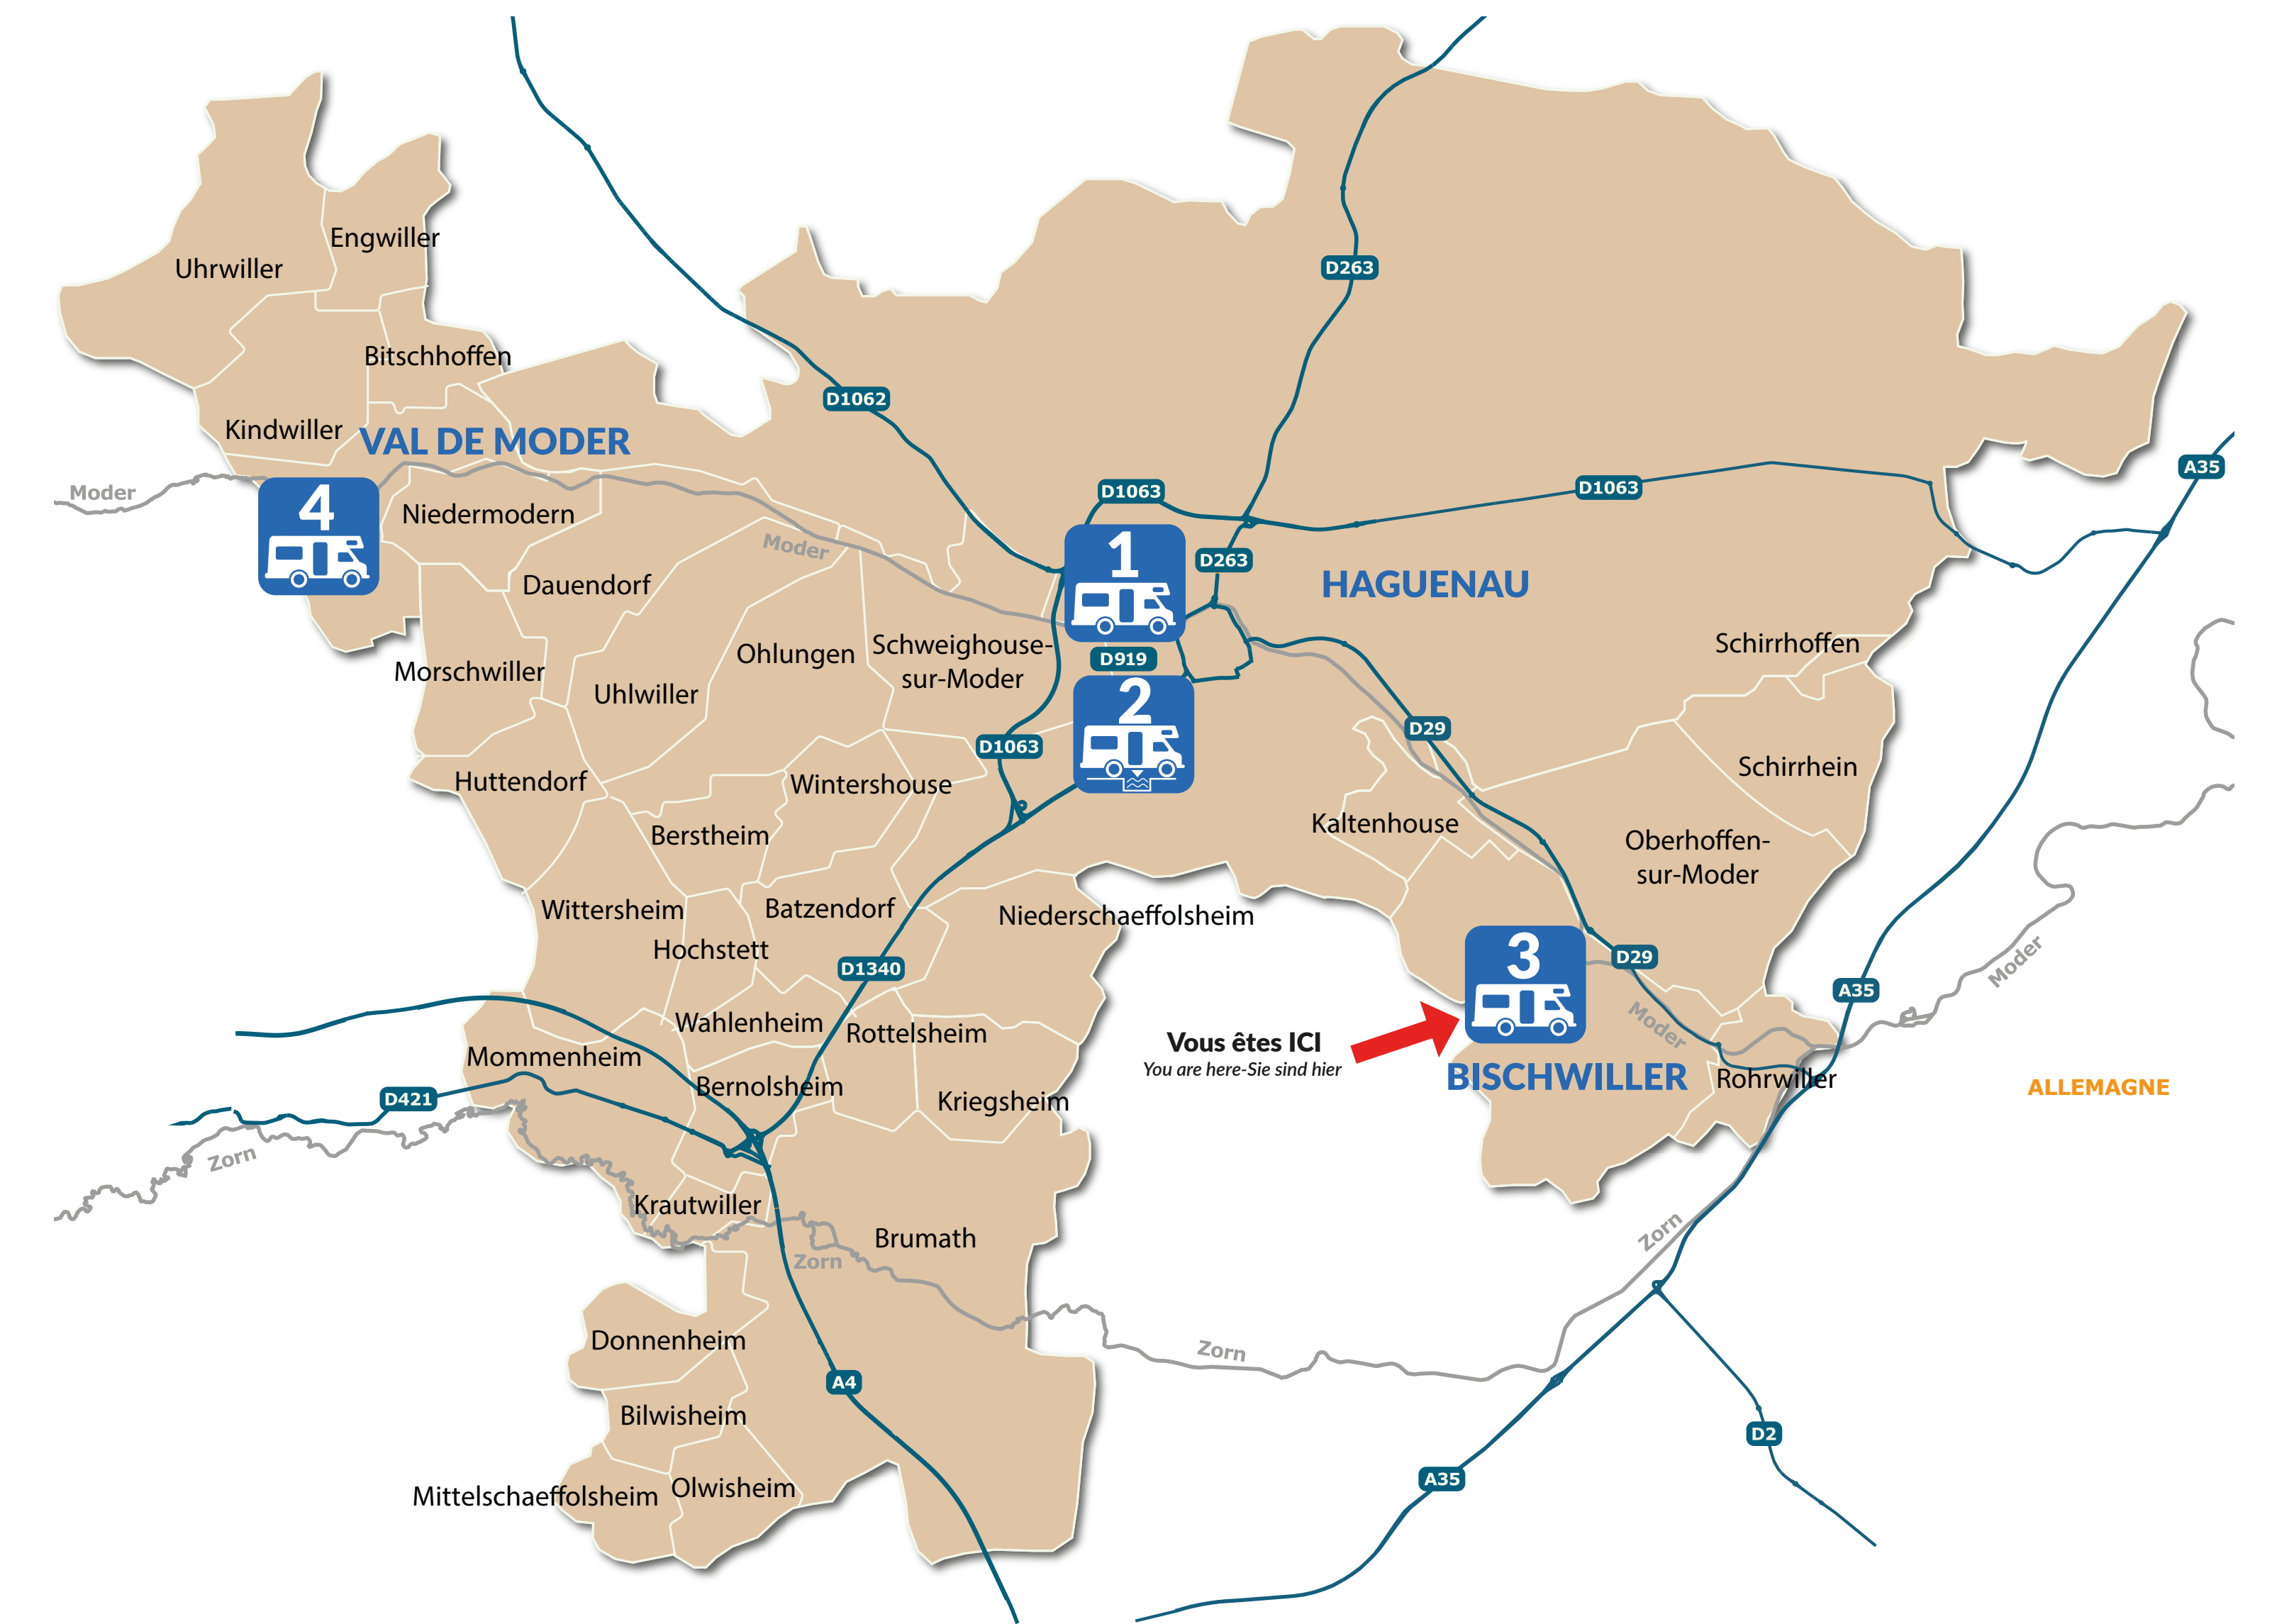 Engwiller
Uhrwiller
D263
Bitschhoffen
D1062
Kindwiller
VAL DE MODER
A35
Moder
D1063
D1063
4
Niedermodern
Moder
1
D263
Dauendorf
HAGUENAU
Schirrhoffen
Ohlungen
Schweighouse-
sur-Moder
D919
Morschwiller
Uhlwiller
2
D29
D1063
Schirrhein
Huttendorf
Wintershouse
Kaltenhouse
Berstheim
Oberhoffen-
sur-Moder
Wittersheim
Batzendorf
Niederschaeffolsheim
Hochstett
3
D29
Moder
D1340
A35
Wahlenheim
Rottelsheim
Moder
Vous êtes ICI
You are here-Sie sind hier
Mommenheim
BISCHWILLER
Rohrwiller
ALLEMAGNE
Bernolsheim
D421
Kriegsheim
Zorn
Krautwiller
Brumath
Zorn
Zorn
Donnenheim
Zorn
A4
Bilwisheim
D2
A35
Mittelschaeffolsheim
Olwisheim